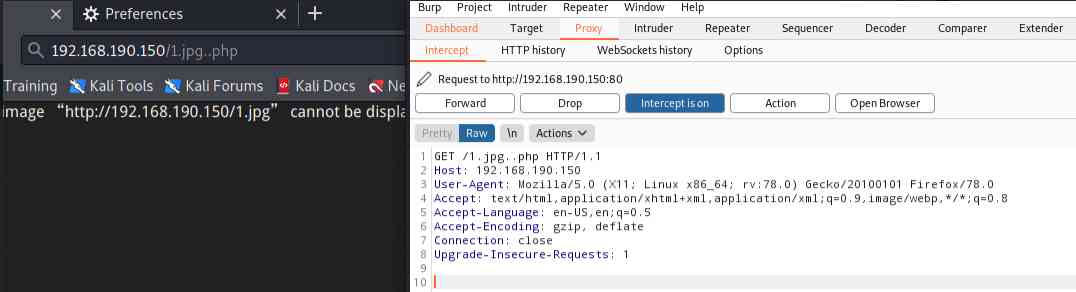 Preferences
192.168.190.150/1.jpg..php
Training Kali Tools Kali Forums Kali Docs Ne
image “http://192.168.190.150/1.jpg” cannot be displa
Burp Project Intruder Repeater Window Help
Dashboard Target Proxy Intruder Repeater Sequencer Decoder Comparer Extender
Intercept HTTP history WebSockets history Options
Request to http://192.168.190.150:80
Forward Drop Intercept is on Action Open Browser
Pretty Raw \n Actions
1 GET /1.jpg..php HTTP/1.1
2 Host: 192.168.190.150
3 User-Agent: Mozilla/5.0 (X11; Linux x86_64; rv:78.0) Gecko/20100101 Firefox/78.0
4 Accept: text/html,application/xhtml+xml,application/xml;q=0.9,image/webp,*/*;q=0.8
5 Accept-Language: en-US,en;q=0.5
6 Accept-Encoding: gzip, deflate
7 Connection: close
8 Upgrade-Insecure-Requests: 1
9
10